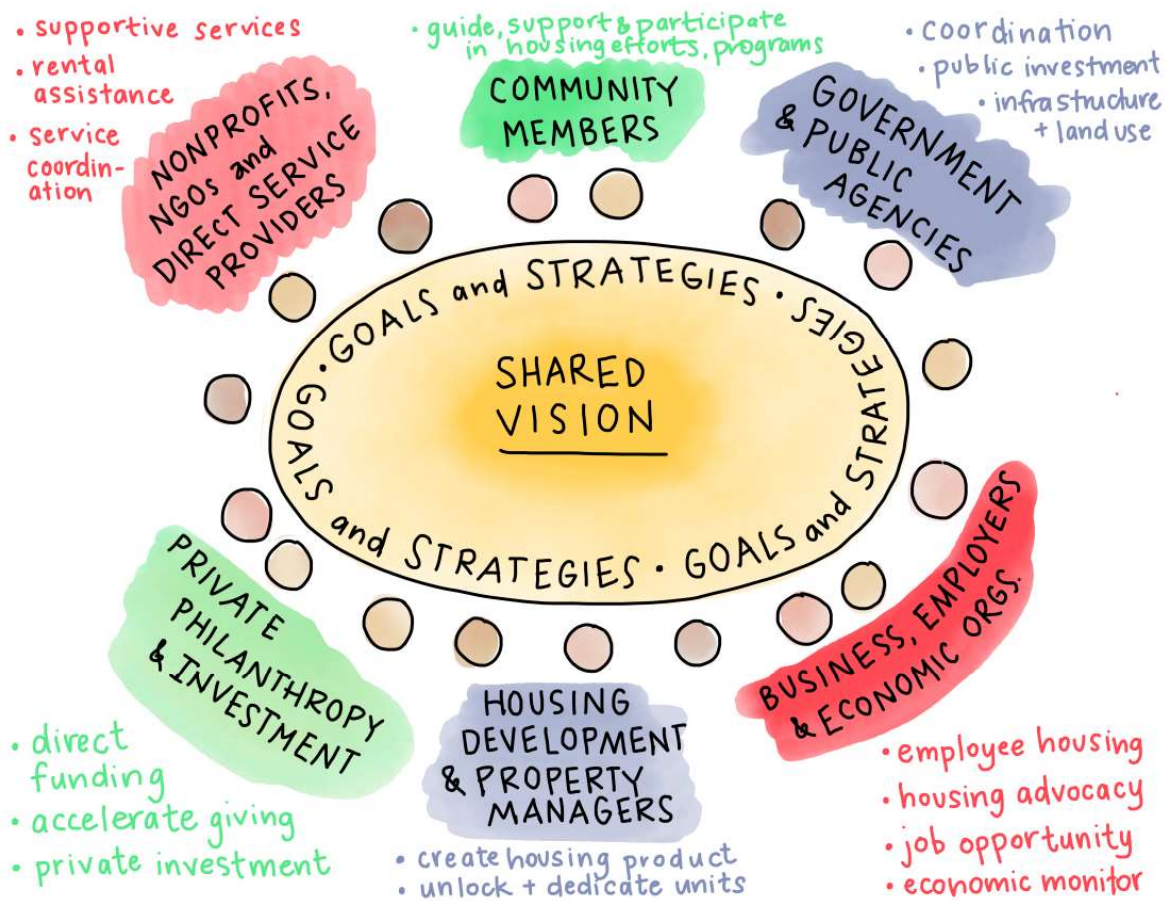 • supportive services
• rental
assistance
• service
coordin-
ation
NONPROFITS,
NGOs and
DIRECT SERVICE
PROVIDERS
• guide, support & participate
in housing efforts, programs
COMMUNITY
MEMBERS
• coordination
• public investment
• infrastructure
+ land use
GOVERNMENT
& PUBLIC
AGENCIES
GOALS and STRATEGIES •
GOALS and STRATEGIES •
GOALS and STRATEGIES •
SHARED
VISION
PRIVATE
PHILANTHROPY
& INVESTMENT
• direct
funding
• accelerate giving
• private investment
HOUSING
DEVELOPMENT
& PROPERTY
MANAGERS
• create housing product
• unlock + dedicate units
BUSINESS, EMPLOYERS
& ECONOMIC ORGS.
• employee housing
• housing advocacy
• job opportunity
• economic monitor